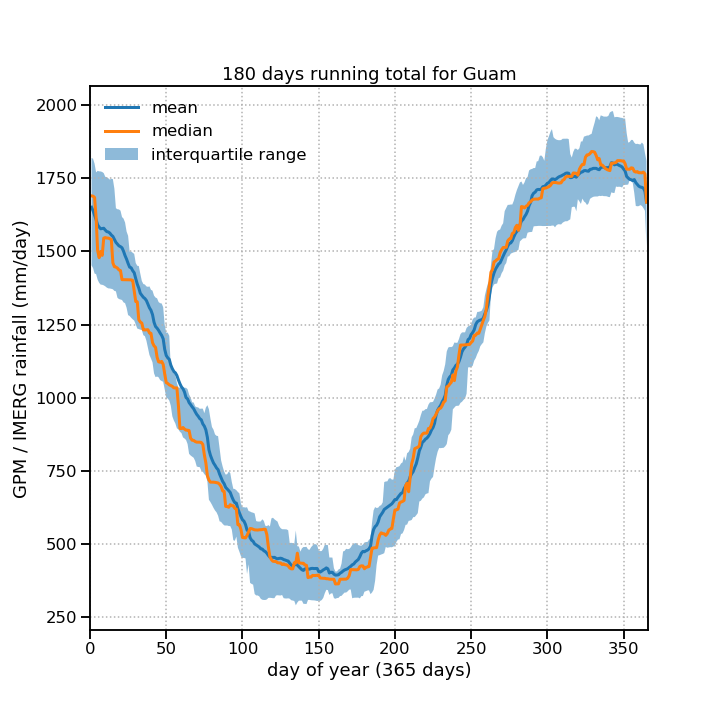 180 days running total for Guam
mean
median
interquartile range
2000
1750
1500
1250
1000
750
500
250
GPM / IMERG rainfall (mm/day)
0 50 100 150 200 250 300 350
day of year (365 days)